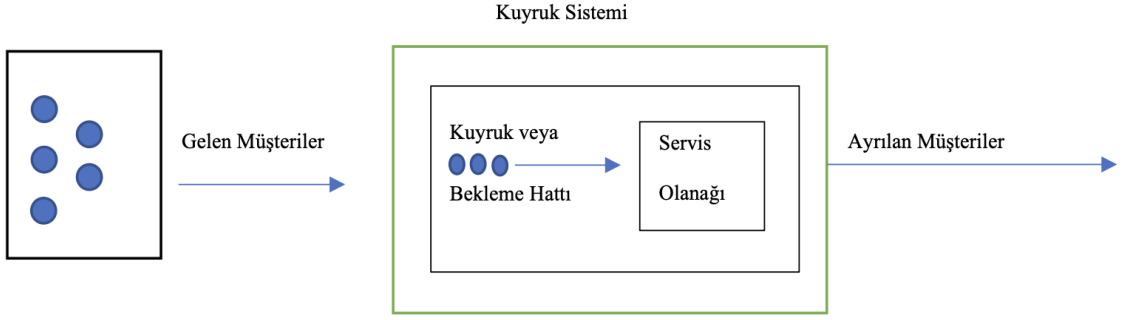 Kuyruk Sistemi
Gelen Müşteriler
Kuyruk veya
Bekleme Hattı
Servis
Olanağı
Ayrılan Müşteriler